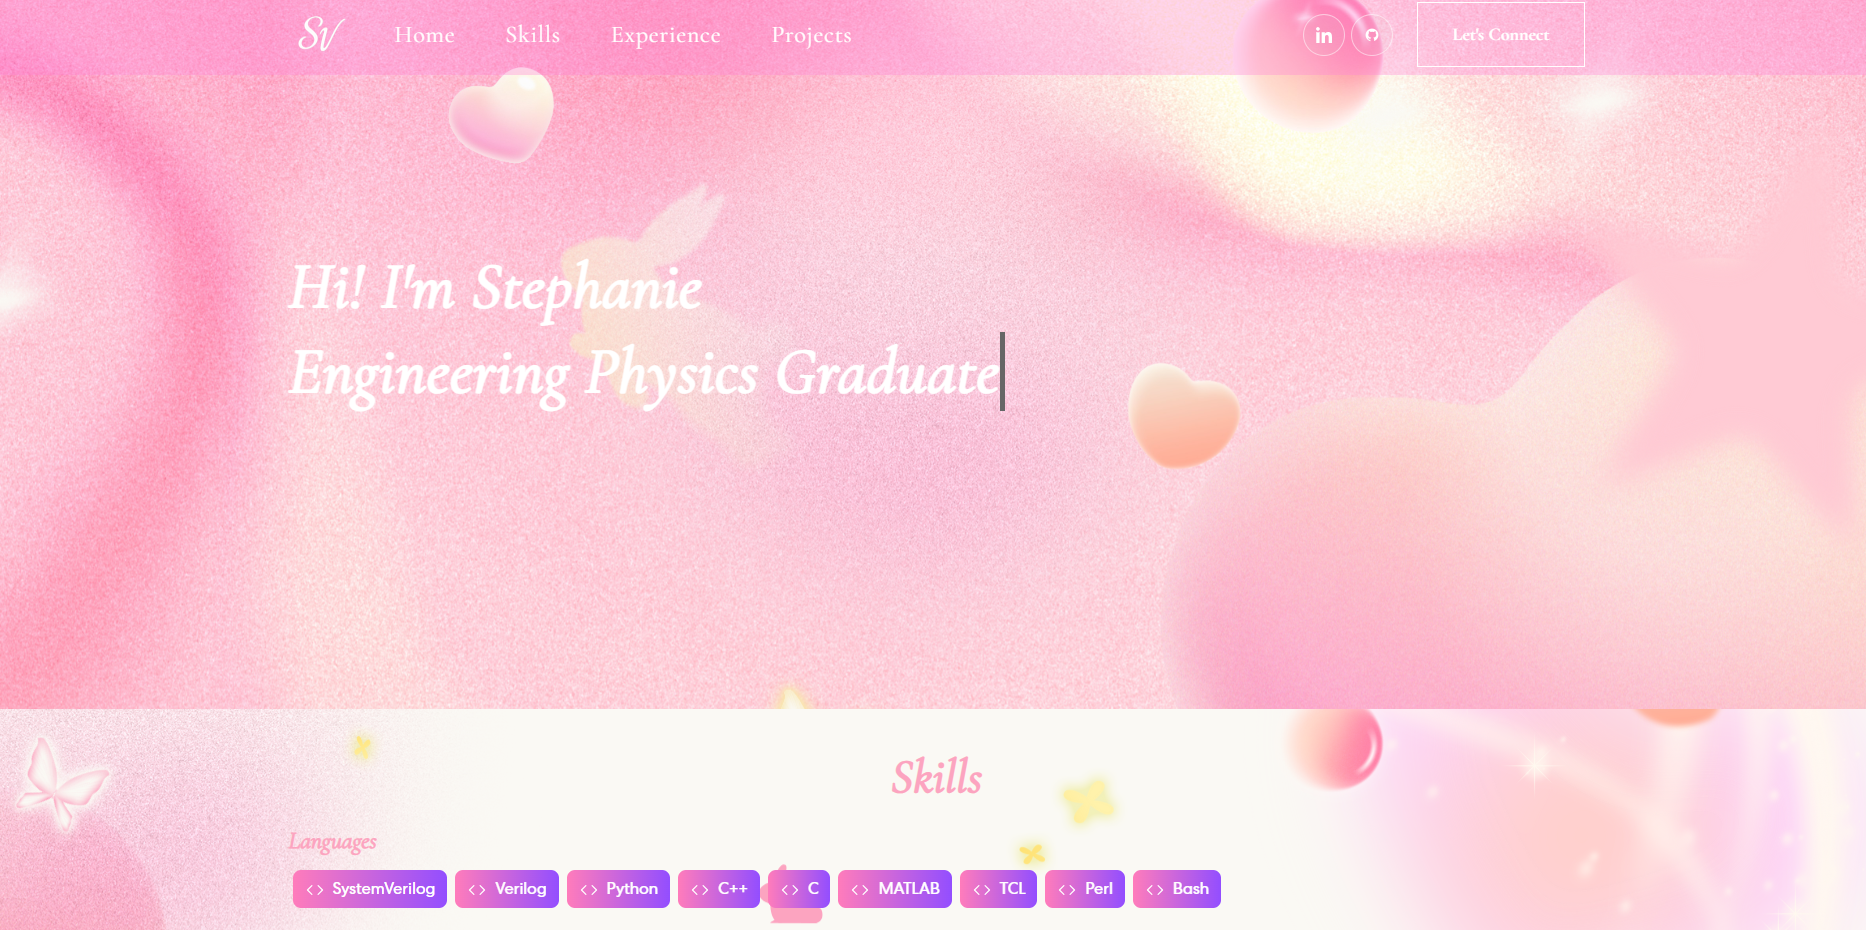 SV Home Skills Experience Projects in Let's Connect
Hi! I'm Stephanie
Engineering Physics Graduate
Skills
Languages
<> SystemVerilog <> Verilog <> Python <> C++ <> C <> MATLAB <> TCL <> Perl <> Bash